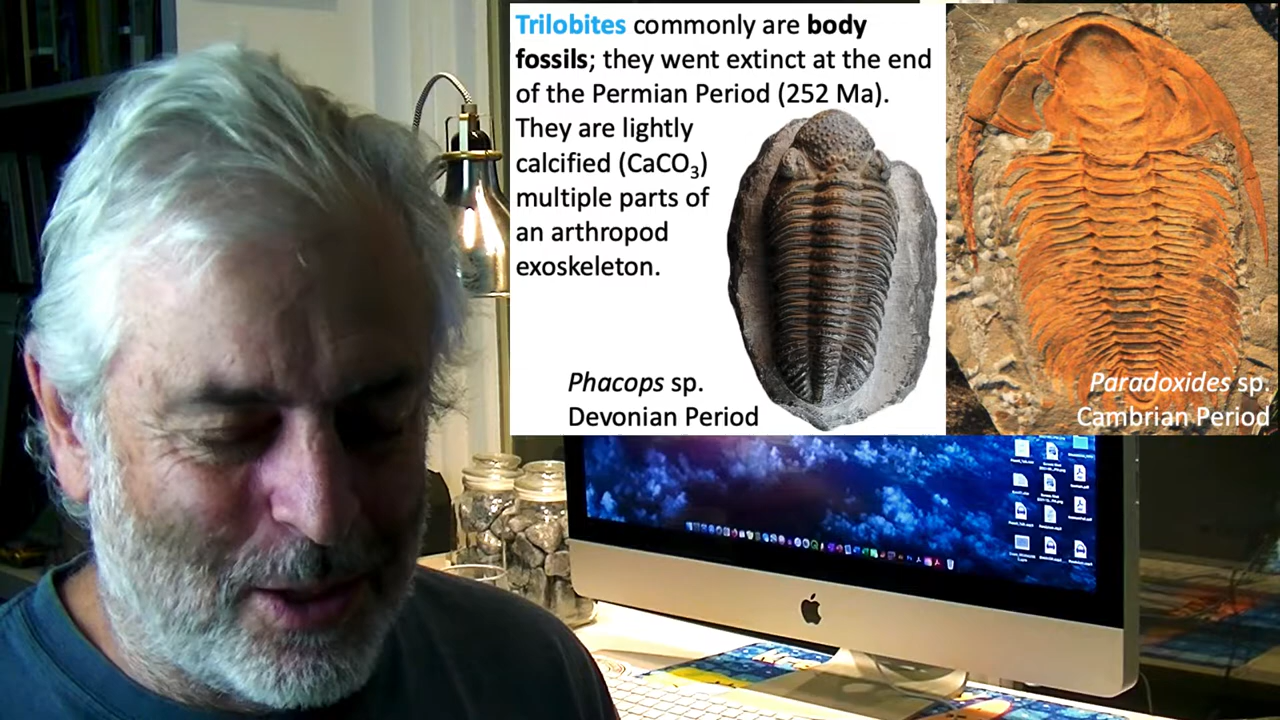 Trilobites commonly are body
fossils; they went extinct at the end
of the Permian Period (252 Ma).
They are lightly
calcified (CaCO₃)
multiple parts of
an arthropod
exoskeleton.
Phacops sp.
Devonian Period
Paradoxides sp.
Cambrian Period